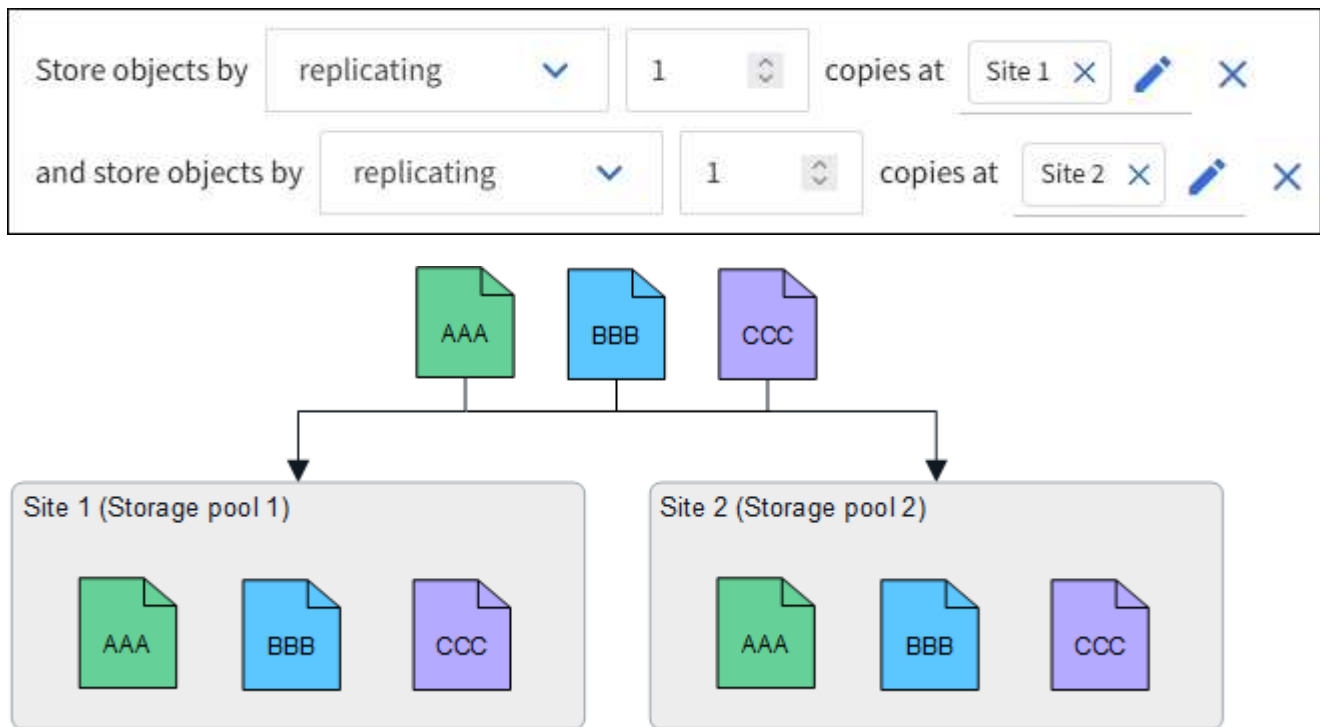 Store objects by replicating 1 copies at Site 1
and store objects by replicating 1 copies at Site 2
AAA BBB CCC
Site 1 (Storage pool 1) Site 2 (Storage pool 2)
AAA BBB CCC AAA BBB CCC